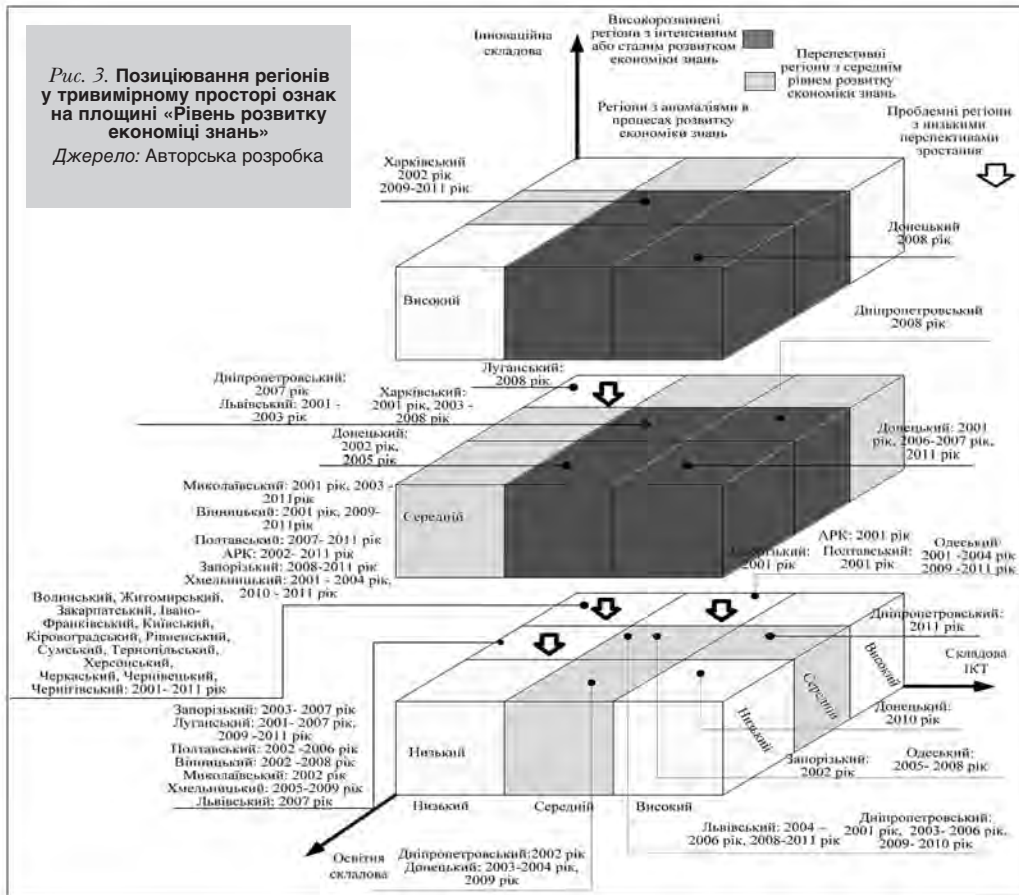 Рис. 3. Позиціювання регіонів
у тривимірному просторі ознак
на площині «Рівень розвитку
економіці знань»
Джерело: Авторська розробка
Інноваційна
складова
Високорозвинені
регіони з інтенсивним
або сталим розвитком
економіки знань
Перспективні
регіони з середнім
рівнем розвитку
економіки знань
Регіони з аномаліями в
процесах розвитку
економіки знань
Проблемні регіони
з низькими
перспективами
зростання
Харківський
2002 рік
2009-2011 рік
Донецький
2008 рік
Високий
Дніпропетровський
2008 рік
Луганський:
2008 рік
Дніпропетровський:
2007 рік
Львівський: 2001 -
2003 рік
Харківський:
2001 рік, 2003 -
2008 рік
Донецький:
2002 рік,
2005 рік
Донецький: 2001
рік, 2006-2007 рік,
2011 рік
Середній
Миколаївський: 2001 рік, 2003 -
2011рік
Вінницький: 2001 рік, 2009-
2011рік
Полтавський: 2007- 2011 рік
АРК: 2002- 2011 рік
Запорізький: 2008-2011 рік
Хмельницький: 2001 - 2004 рік,
2010 - 2011 рік
АРК: 2001 рік
2001 рік
Полтавський:
2001 рік
Одеський
2001 -2004 рік
2009 -2011 рік
Волинський, Житомирський,
Закарпатський, Івано-
Франківський, Київський,
Кіровоградський, Рівненський,
Сумський, Тернопільський,
Херсонський,
Черкаський, Чернівецький,
Чернігівський: 2001- 2011 рік
Дніпропетровський:
2011 рік
Складова
ІКТ
Високий
Середній
Низький
Донецький:
2010 рік
Запорізький: 2003- 2007 рік
Луганський: 2001- 2007 рік,
2009 -2011 рік
Полтавський: 2002 -2006 рік
Вінницький: 2002 -2008 рік
Миколаївський: 2002 рік
Хмельницький: 2005-2009 рік
Львівський: 2007 рік
Низький
Запорізький:
2002 рік
Одеський:
2005- 2008 рік
Низький
Середній
Високий
Освітня
складова
Дніпропетровський:2002 рік
Донецький: 2003-2004 рік,
2009 рік
Львівський: 2004 –
2006 рік, 2008-2011 рік
Дніпропетровський:
2001 рік, 2003- 2006 рік,
2009- 2010 рік